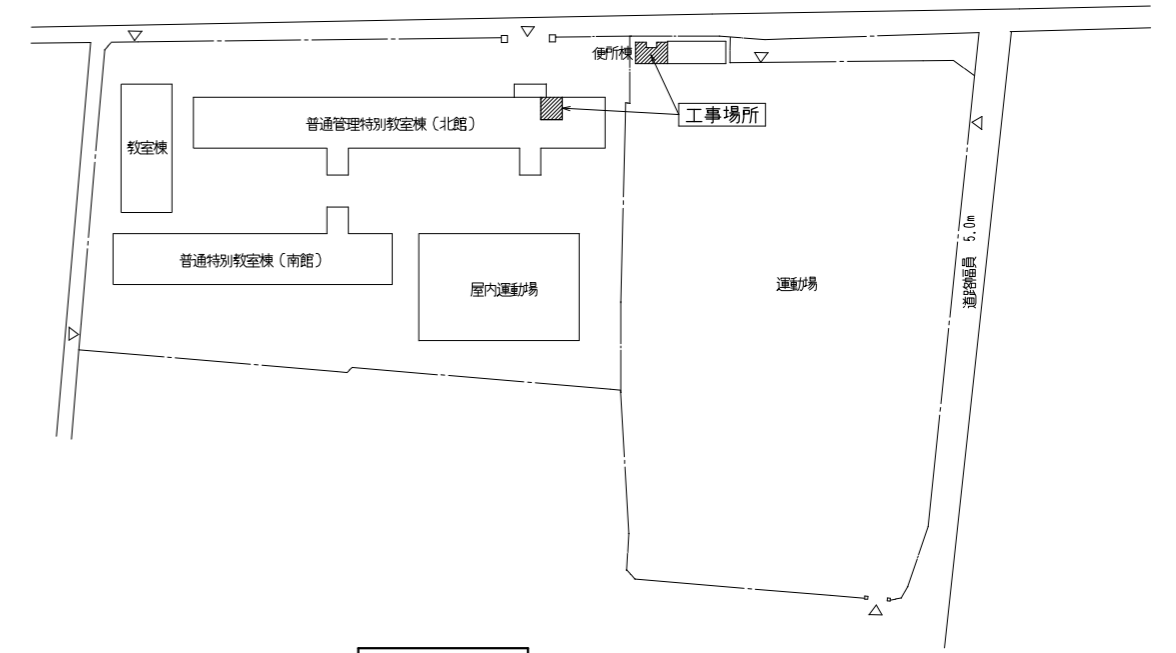 便所棟
工事場所
普通管理特別教室棟（北館）
教室棟
普通特別教室棟（南館）
屋内運動場
運動場
道路幅員 5.0m